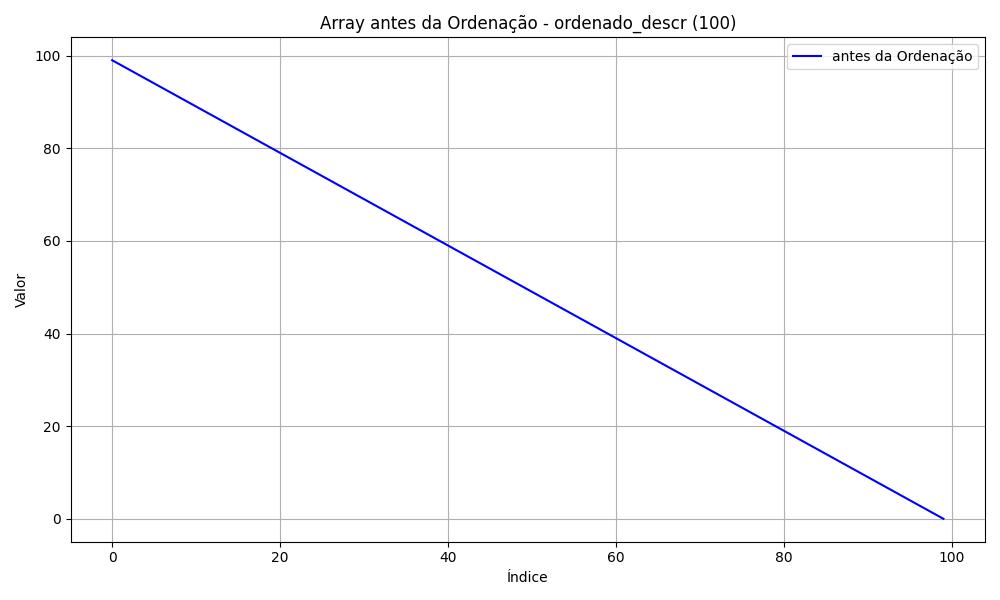 Array antes da Ordenação - ordenado_descr (100)
antes da Ordenação
Valor
100
80
60
40
20
0
0 20 40 60 80 100
Índice